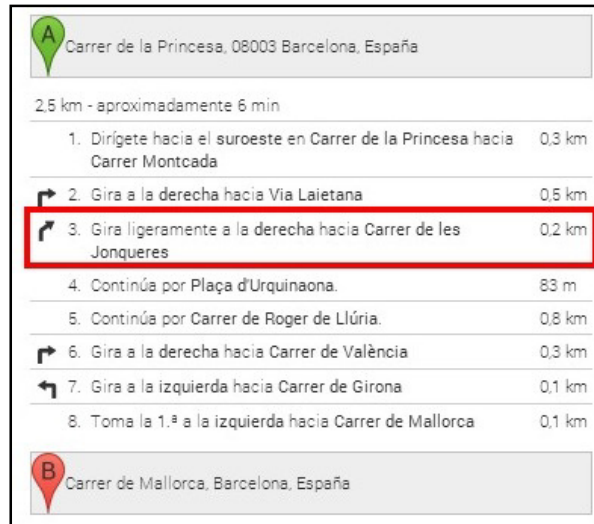 A
Carrer de la Princesa, 08003 Barcelona, España
2,5 km - aproximadamente 6 min
1. Dirígete hacia el suroeste en Carrer de la Princesa hacia 0,3 km
Carrer Montcada
2. Gira a la derecha hacia Via Laietana 0,5 km
3. Gira ligeramente a la derecha hacia Carrer de les 0,2 km
Jonqueres
4. Continúa por Plaça d'Urquinaona. 83 m
5. Continúa por Carrer de Roger de Llúria. 0,8 km
6. Gira a la derecha hacia Carrer de València 0,3 km
7. Gira a la izquierda hacia Carrer de Girona 0,1 km
8. Toma la 1.ª a la izquierda hacia Carrer de Mallorca 0,1 km
B
Carrer de Mallorca, Barcelona, España